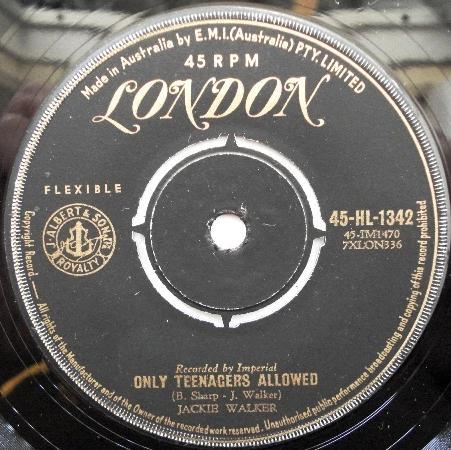 Made in Australia by E.M.I.(Australia) PTY. LIMITED
45 RPM
LONDON
FLEXIBLE
J. ALBERT & SON
ROYALTY
45-HL-1342
45-IM1470
7XLON336
Recorded by Imperial
ONLY TEENAGERS ALLOWED
(B. Sharp - J. Walker)
JACKIE WALKER
Copyright Record — All rights of the Manufacturer and of the Owner of the recorded work reserved. Unauthorised public performance broadcasting and copying of this record prohibited